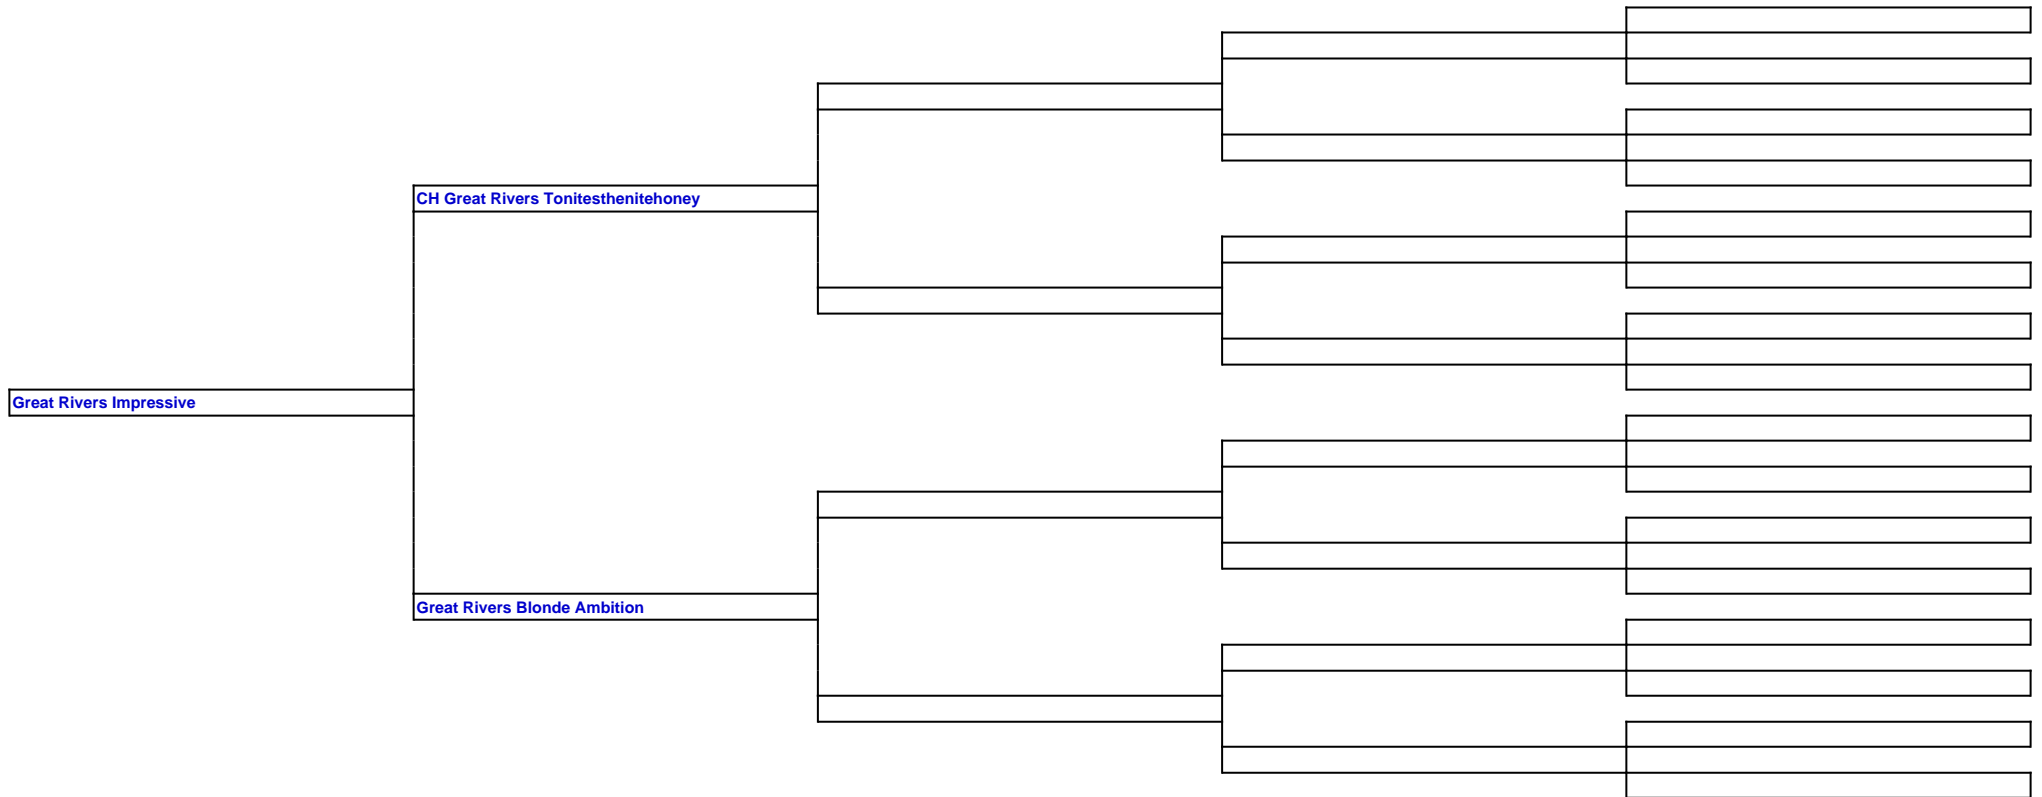 CH Great Rivers Tonitesthenitehoney
Great Rivers Impressive
Great Rivers Blonde Ambition